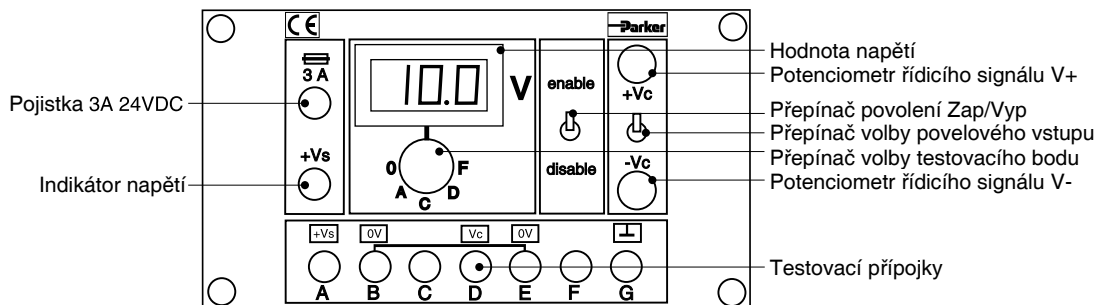 CE
Parker
3 A
10.0
V
enable
+Vc
+Vs
0
F
A
D
C
disable
-Vc
+Vs
0V
Vc
0V
A
B
C
D
E
F
G
Pojistka 3A 24VDC
Indikátor napětí
Hodnota napětí
Potenciometr řídicího signálu V+
Přepínač povolení Zap/Vyp
Přepínač volby povelového vstupu
Přepínač volby testovacího bodu
Potenciometr řídicího signálu V-
Testovací přípojky